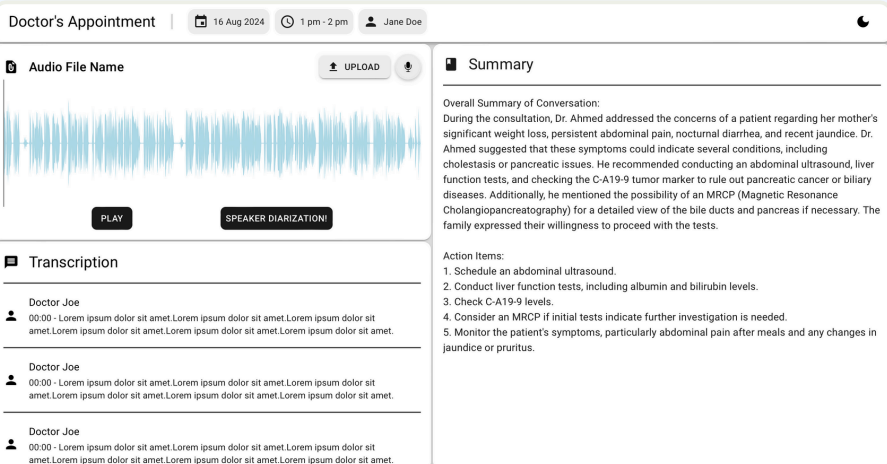 Doctor's Appointment
16 Aug 2024
1 pm - 2 pm
Jane Doe
Audio File Name
UPLOAD
PLAY
SPEAKER DIARIZATION!
Transcription
Doctor Joe
00:00 - Lorem ipsum dolor sit amet.Lorem ipsum dolor sit amet.Lorem ipsum dolor sit
amet.Lorem ipsum dolor sit amet.Lorem ipsum dolor sit amet.Lorem ipsum dolor sit amet.
Doctor Joe
00:00 - Lorem ipsum dolor sit amet.Lorem ipsum dolor sit amet.Lorem ipsum dolor sit
amet.Lorem ipsum dolor sit amet.Lorem ipsum dolor sit amet.Lorem ipsum dolor sit amet.
Doctor Joe
00:00 - Lorem ipsum dolor sit amet.Lorem ipsum dolor sit amet.Lorem ipsum dolor sit
amet.Lorem ipsum dolor sit amet.Lorem ipsum dolor sit amet.Lorem ipsum dolor sit amet.
Summary
Overall Summary of Conversation:
During the consultation, Dr. Ahmed addressed the concerns of a patient regarding her mother's
significant weight loss, persistent abdominal pain, nocturnal diarrhea, and recent jaundice. Dr.
Ahmed suggested that these symptoms could indicate several conditions, including
cholestasis or pancreatic issues. He recommended conducting an abdominal ultrasound, liver
function tests, and checking the C-A19-9 tumor marker to rule out pancreatic cancer or biliary
diseases. Additionally, he mentioned the possibility of an MRCP (Magnetic Resonance
Cholangiopancreatography) for a detailed view of the bile ducts and pancreas if necessary. The
family expressed their willingness to proceed with the tests.
Action Items:
1. Schedule an abdominal ultrasound.
2. Conduct liver function tests, including albumin and bilirubin levels.
3. Check C-A19-9 levels.
4. Consider an MRCP if initial tests indicate further investigation is needed.
5. Monitor the patient's symptoms, particularly abdominal pain after meals and any changes in
jaundice or pruritus.